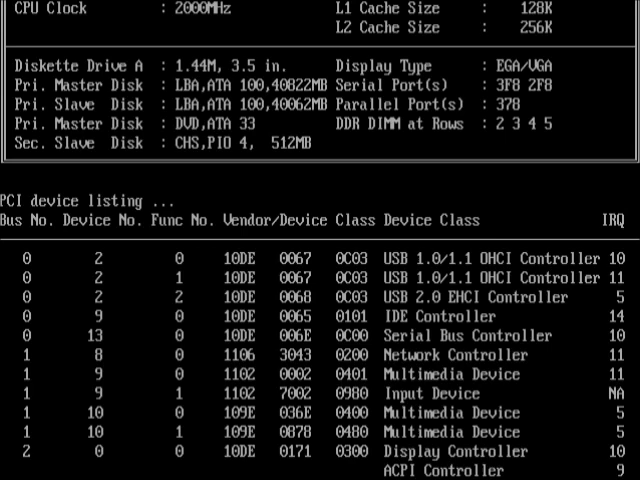 CPU Clock : 2000MHz L1 Cache Size : 128K
L2 Cache Size : 256K
Diskette Drive A : 1.44M, 3.5 in. Display Type : EGA/VGA
Pri. Master Disk : LBA,ATA 100,40822MB Serial Port(s) : 3F8 2F8
Pri. Slave Disk : LBA,ATA 100,40062MB Parallel Port(s) : 378
Pri. Master Disk : DVD,ATA 33 DDR DIMM at Rows : 2 3 4 5
Sec. Slave Disk : CHS,PIO 4, 512MB
PCI device listing ...
Bus No. Device No. Func No. Vendor/Device Class Device Class IRQ
0 2 0 10DE 0067 0C03 USB 1.0/1.1 OHCI Controller 10
0 2 1 10DE 0067 0C03 USB 1.0/1.1 OHCI Controller 11
0 2 2 10DE 0068 0C03 USB 2.0 EHCI Controller 5
0 9 0 10DE 0065 0101 IDE Controller 14
0 13 0 10DE 006E 0C00 Serial Bus Controller 10
1 8 0 1106 3043 0200 Network Controller 11
1 9 0 1102 0002 0401 Multimedia Device 11
1 9 1 1102 7002 0980 Input Device NA
1 10 0 109E 036E 0400 Multimedia Device 5
1 10 1 109E 0878 0480 Multimedia Device 5
2 0 0 10DE 0171 0300 Display Controller 10
ACPI Controller 9